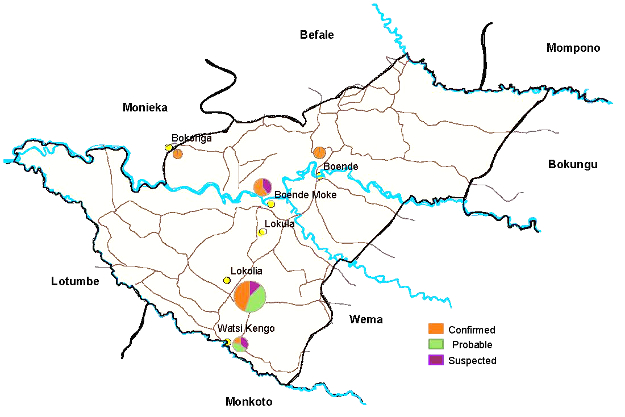 Befale
Mompono
Monieka
Bokonga
Boende
Bokungu
Boende Moke
Lokula
Lokolia
Lotumbe
Wema
Watsi Kengo
Confirmed
Probable
Suspected
Monkoto